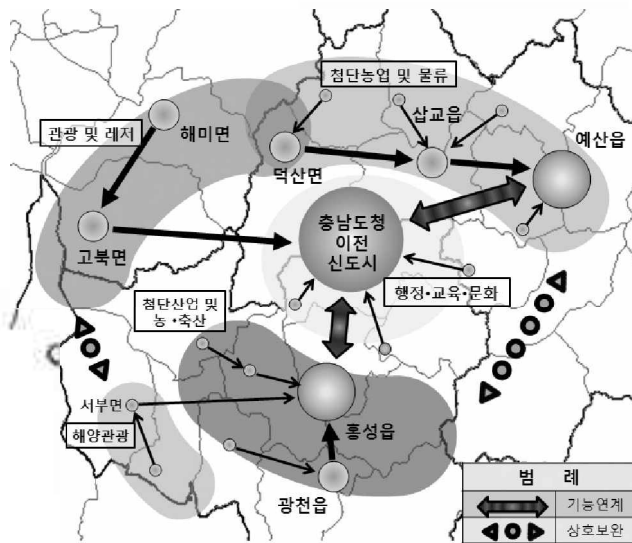 첨단농업 및 물류
삽교읍
예산읍
관광 및 레저
해미면
덕산면
충남도청
이전
신도시
고북면
행정•교육•문화
첨단산업 및
농•축산
서부면
해양관광
홍성읍
광천읍
범 례
기능연계
상호보완